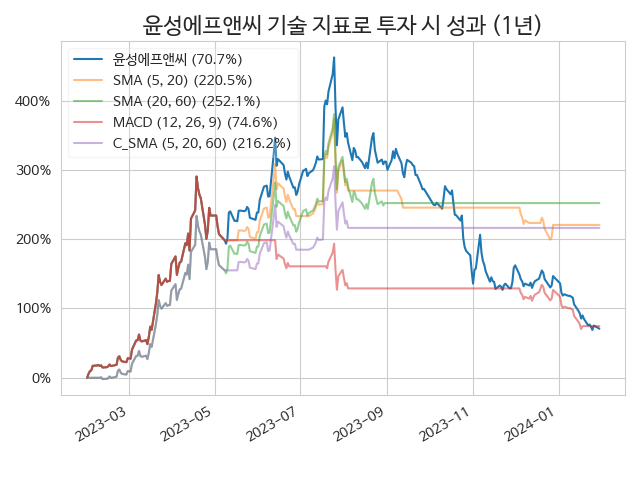 윤성에프앤씨 기술 지표로 투자 시 성과 (1년)
윤성에프앤씨 (70.7%)
SMA (5, 20) (220.5%)
SMA (20, 60) (252.1%)
MACD (12, 26, 9) (74.6%)
C_SMA (5, 20, 60) (216.2%)
400%
300%
200%
100%
0%
2023-03
2023-05
2023-07
2023-09
2023-11
2024-01